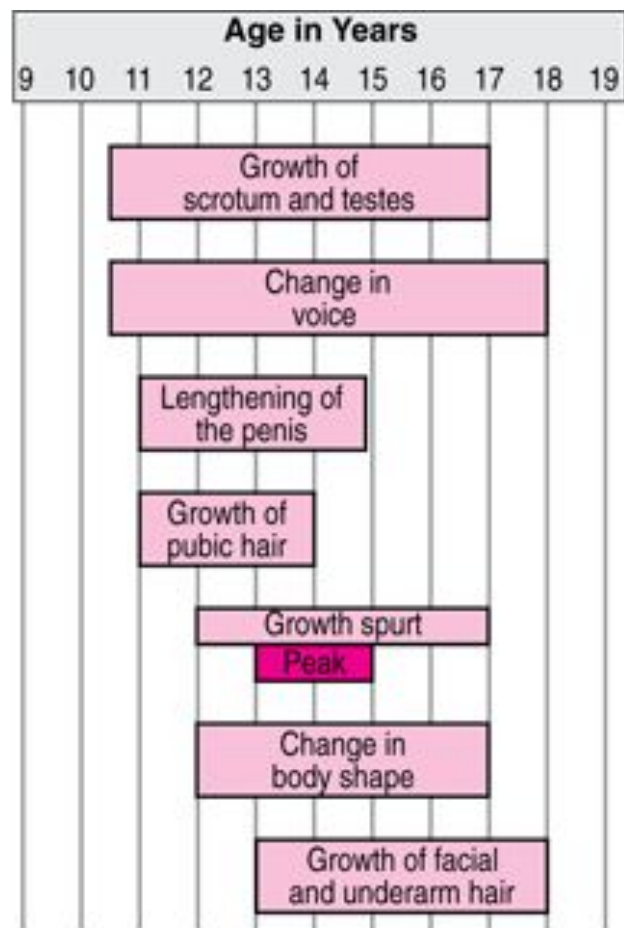 Age in Years
9 10 11 12 13 14 15 16 17 18 19
Growth of
scrotum and testes
Change in
voice
Lengthening of
the penis
Growth of
pubic hair
Growth spurt
Peak
Change in
body shape
Growth of facial
and underarm hair